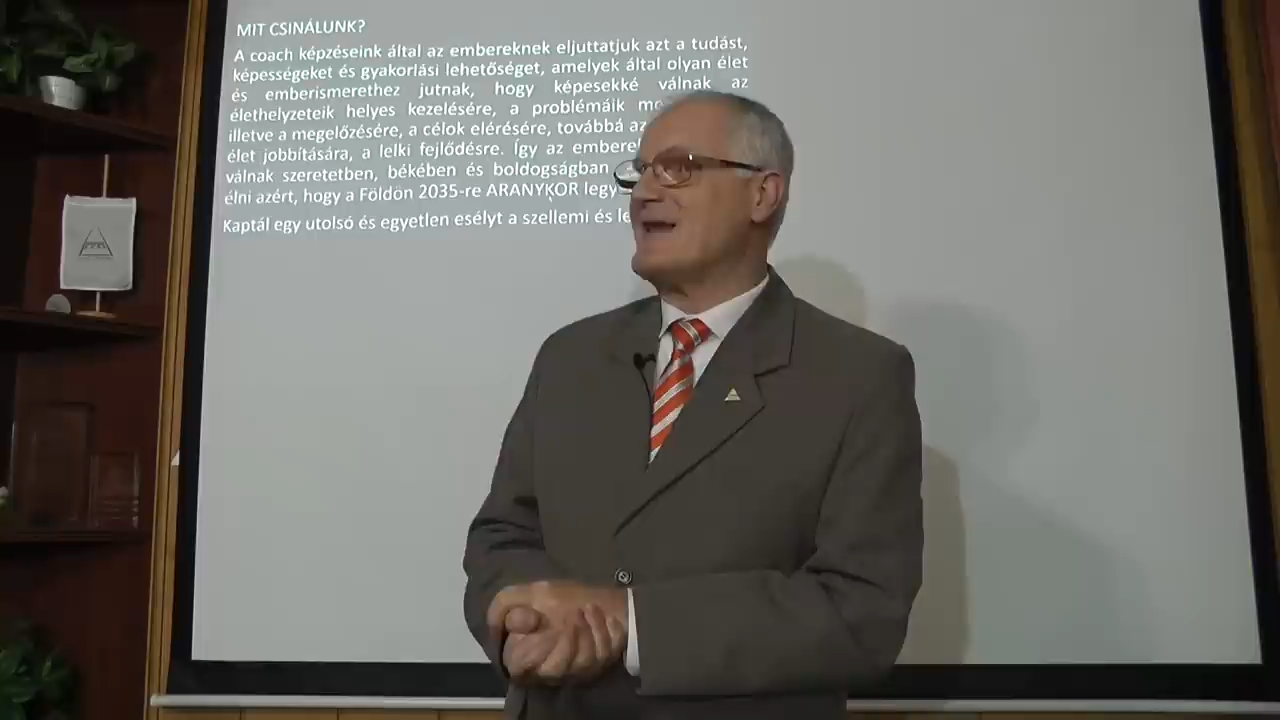 MIT CSINÁLUNK?
A coach képzéseink által az embereknek eljuttatjuk azt a tudást,
képességeket és gyakorlási lehetőséget, amelyek által olyan élet
és emberismerethez jutnak, hogy képesekké válnak az
élethelyzeteik helyes kezelésére, a problémáik
illetve a megelőzésére, a célok elérésére, továbbá az
élet jobbítására, a lelki fejlődésre. Így az
válnak szeretetben, békében és boldogságban
élni azért, hogy a Földön 2035-re ARANYKOR
Kaptál egy utolsó és egyetlen esélyt a szellemi és